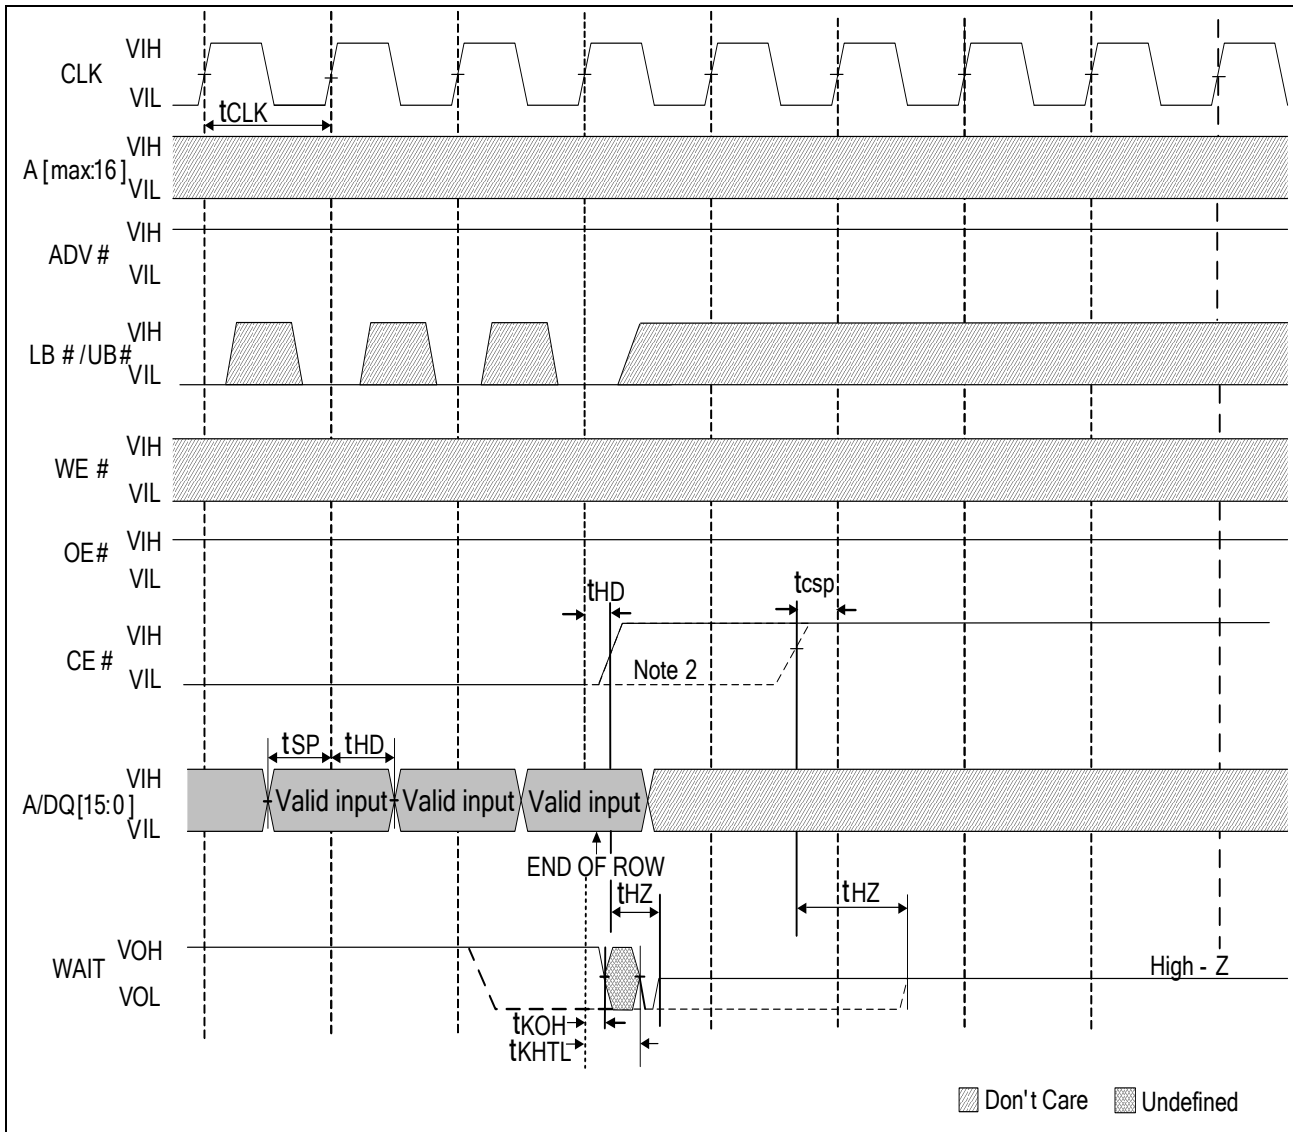 VIH
CLK
VIL
tCLK
VIH
A [max:16]
VIL
VIH
ADV #
VIL
VIH
LB # /UB#
VIL
VIH
WE #
VIL
VIH
OE#
VIL
tHD
tcsp
VIH
CE #
VIL
Note 2
tSP
tHD
VIH
A/DQ[15:0]
VIL
Valid input
Valid input
Valid input
END OF ROW
tHZ
tHZ
VOH
WAIT
VOL
High - Z
tKOH
tKHTL
Don't Care
Undefined